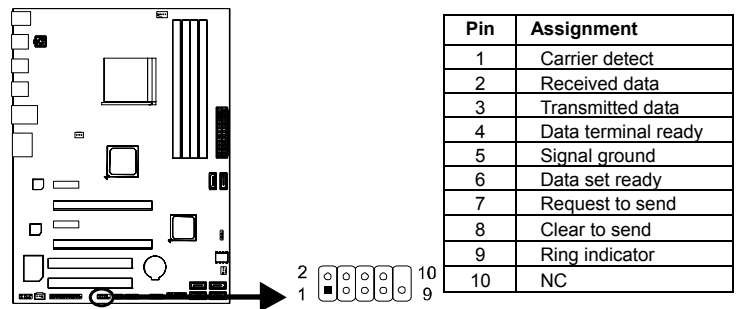 Pin Assignment
1 Carrier detect
2 Received data
3 Transmitted data
4 Data terminal ready
5 Signal ground
6 Data set ready
7 Request to send
8 Clear to send
9 Ring indicator
10 NC
2 10
1 9